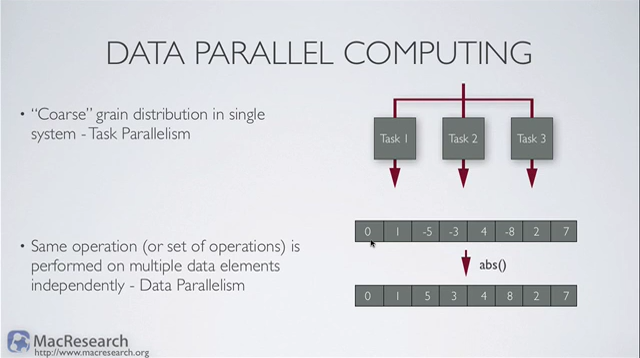 DATA PARALLEL COMPUTING
• “Coarse” grain distribution in single
system - Task Parallelism
Task 1 Task 2 Task 3
0 1 -5 -3 4 -8 2 7
• Same operation (or set of operations) is
performed on multiple data elements
independently - Data Parallelism
abs()
0 1 5 3 4 8 2 7
MacResearch
http://www.macresearch.org